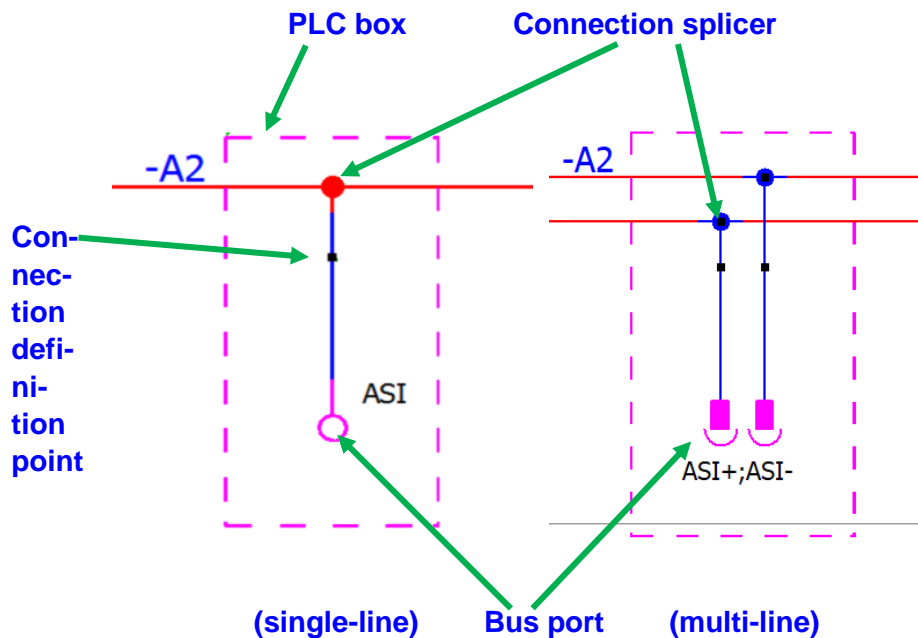 PLC box
Connection splicer
-A2
-A2
Con-
nec-
tion
defi-
ni-
tion
point
ASI
ASI+;ASI-
(single-line)
Bus port
(multi-line)